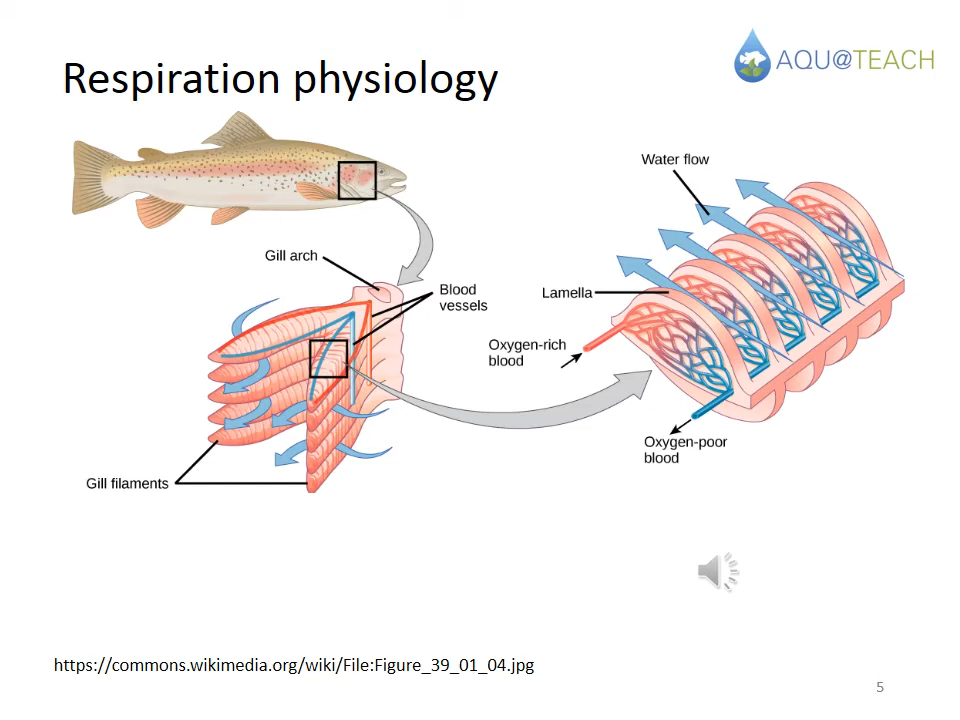 Respiration physiology
AQU@TEACH
Water flow
Gill arch
Blood
vessels
Lamella
Oxygen-rich
blood
Oxygen-poor
blood
Gill filaments
https://commons.wikimedia.org/wiki/File:Figure_39_01_04.jpg
5